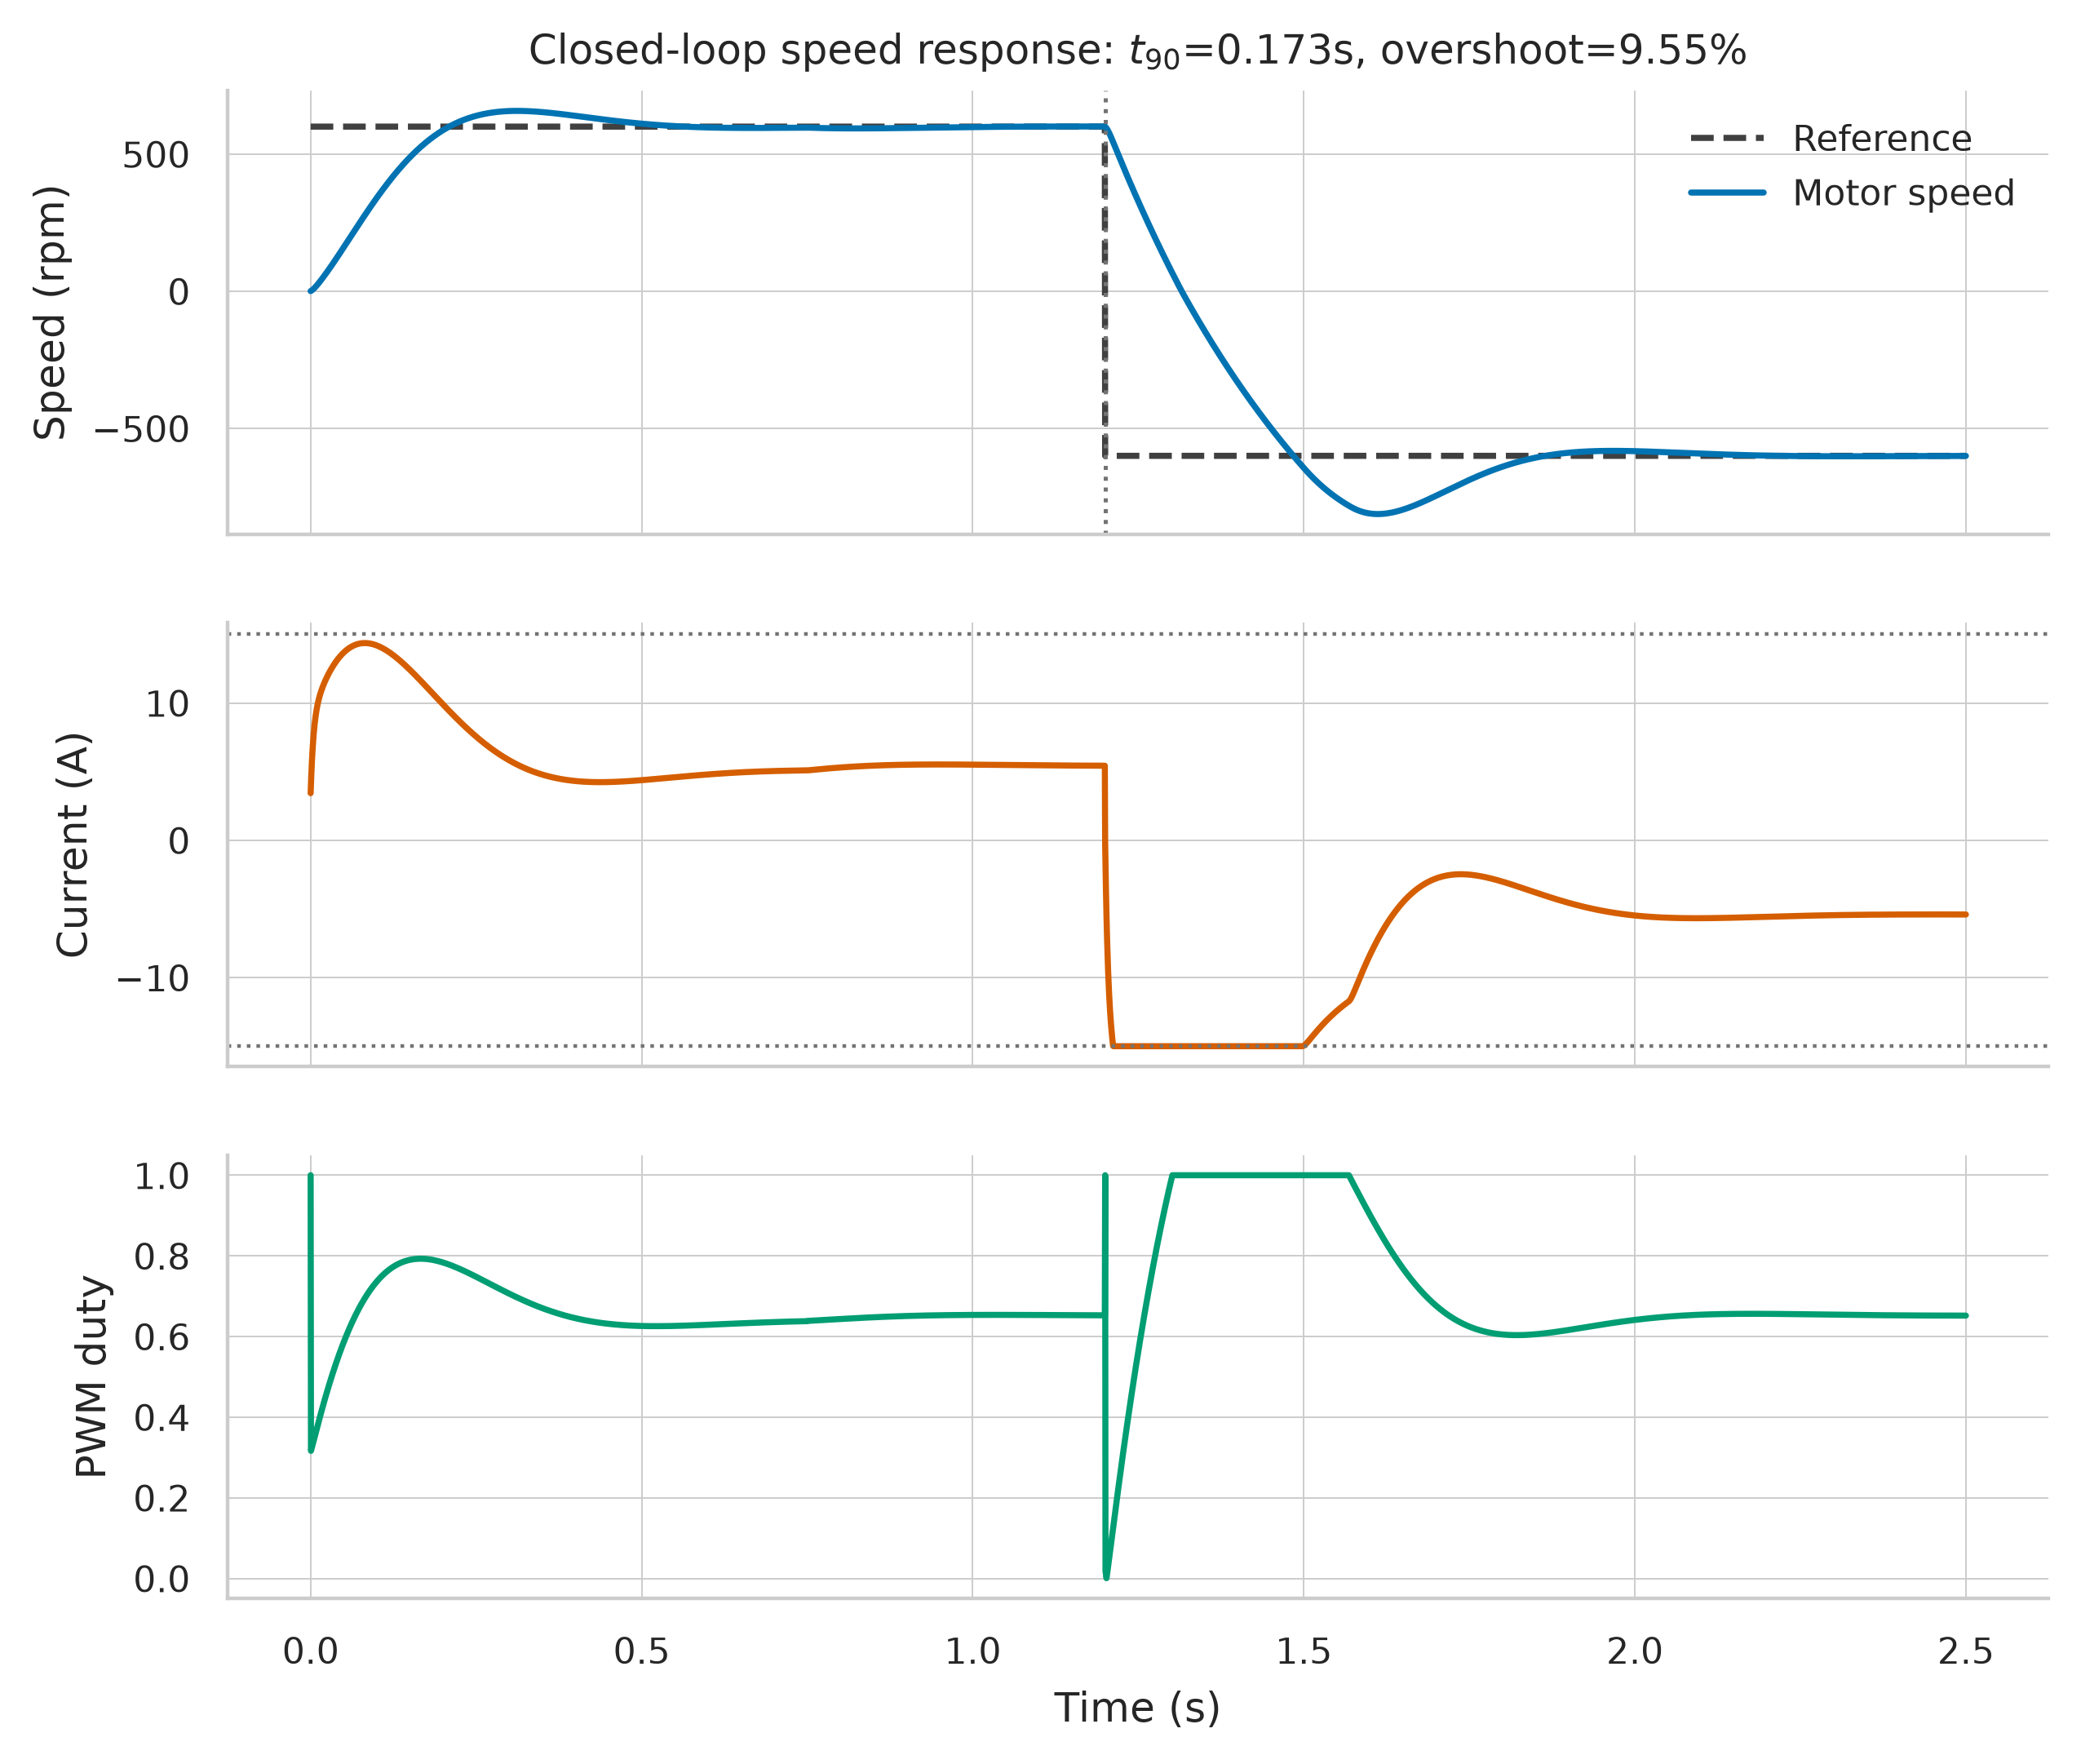 Closed-loop speed response: t90=0.173s, overshoot=9.55%
Speed (rpm)
500
0
−500
Reference
Motor speed
Current (A)
10
0
−10
PWM duty
1.0
0.8
0.6
0.4
0.2
0.0
0.0 0.5 1.0 1.5 2.0 2.5
Time (s)